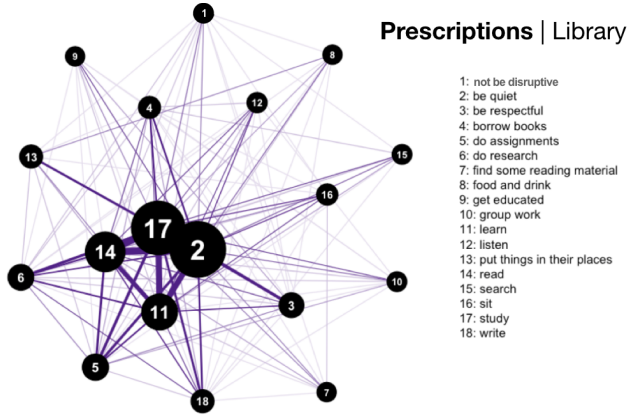 Prescriptions | Library
1
9
8
4
12
13
15
16
17
2
14
6
10
3
11
5
18
7
1: not be disruptive
2: be quiet
3: be respectful
4: borrow books
5: do assignments
6: do research
7: find some reading material
8: food and drink
9: get educated
10: group work
11: learn
12: listen
13: put things in their places
14: read
15: search
16: sit
17: study
18: write